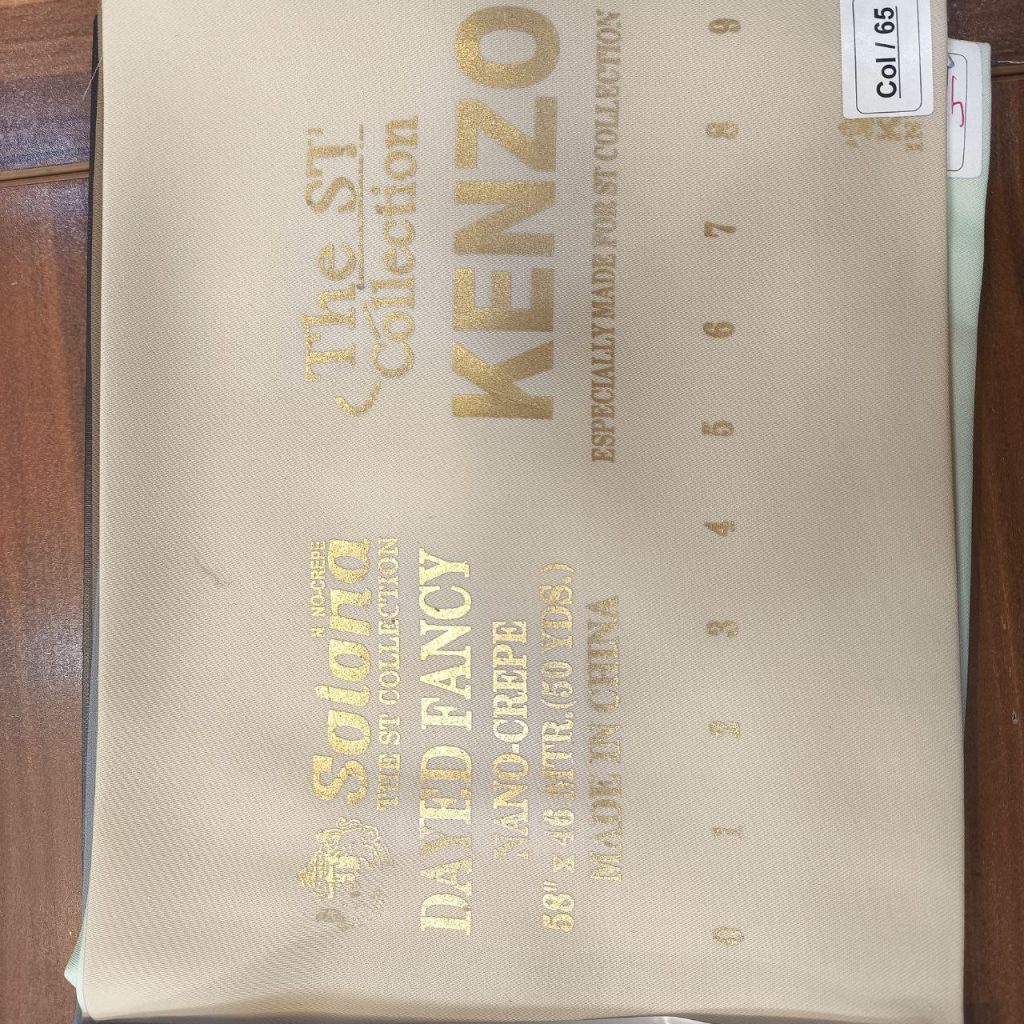 N NO-CREPE
Solona
THE ST COLLECTION
DAYED FANCY
NANO-CREPE
58" x 46 MTR.(50 YDS.)
MADE IN CHINA
The ST
Collection
KENZO
ESPECIALLY MADE FOR ST COLLECTION
0 1 2 3 4 5 6 7 8 9
Col / 65